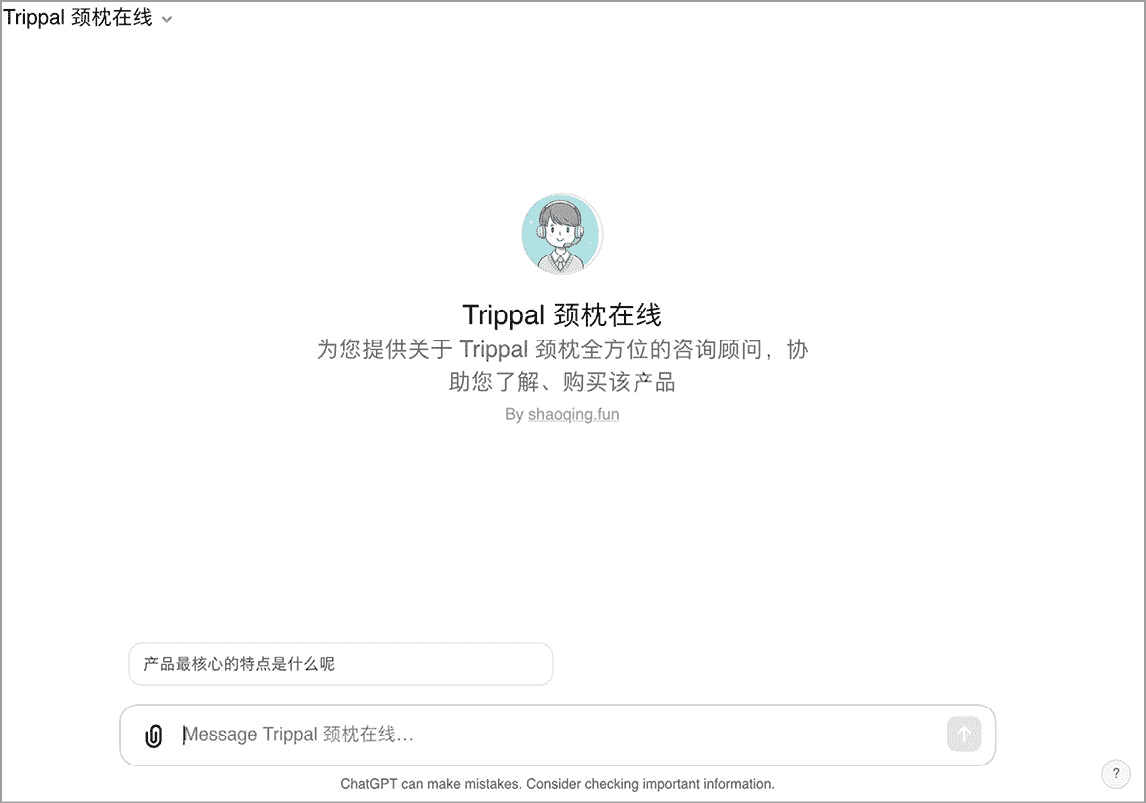 Trippal 颈枕在线
Trippal 颈枕在线
为您提供关于 Trippal 颈枕全方位的咨询顾问，协
助您了解、购买该产品
By shaoqing.fun
产品最核心的特点是什么呢
Message Trippal 颈枕在线…
ChatGPT can make mistakes. Consider checking important information.
?